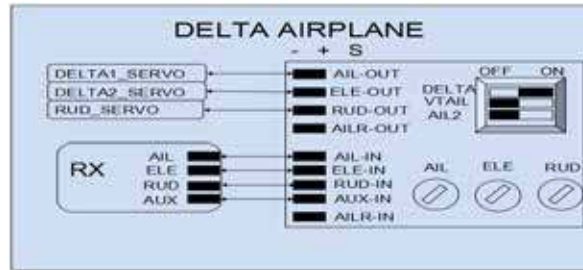 DELTA AIRPLANE
- + S
DELTA1_SERVO
DELTA2_SERVO
RUD_SERVO
AIL-OUT
ELE-OUT
RUD-OUT
AILR-OUT
OFF ON
DELTA
VTAIL
AIL2
RX
AIL
ELE
RUD
AUX
AIL-IN
ELE-IN
RUD-IN
AUX-IN
AILR-IN
AIL ELE RUD